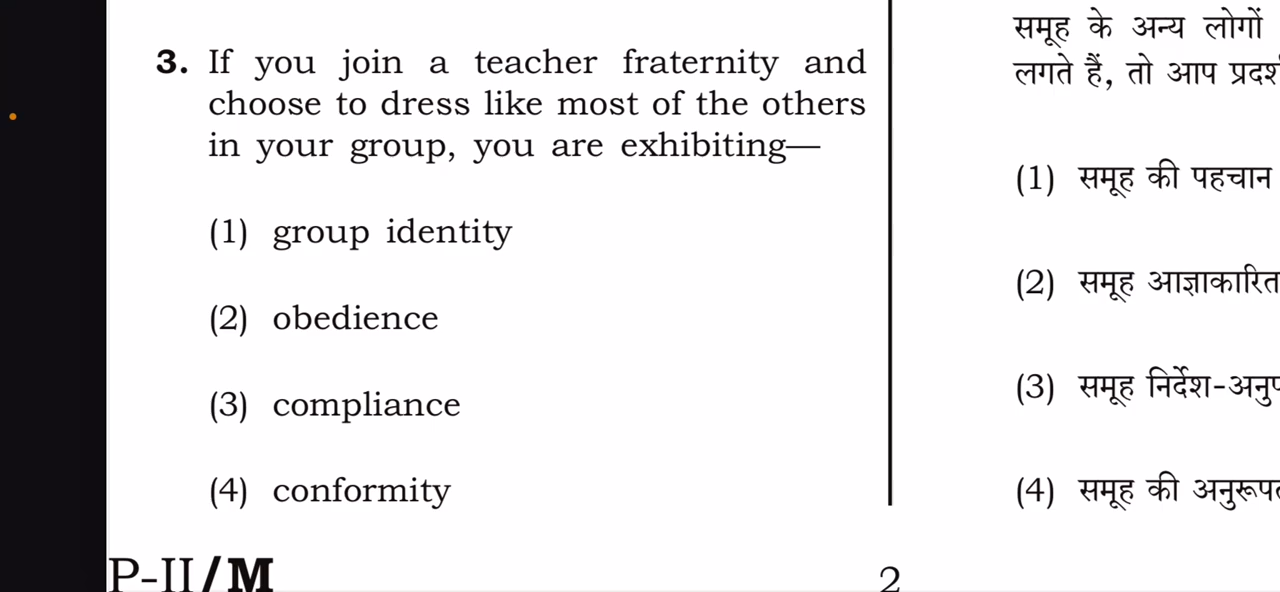 3. If you join a teacher fraternity and
choose to dress like most of the others
in your group, you are exhibiting—
(1) group identity
(2) obedience
(3) compliance
(4) conformity
समूह के अन्य लोगों
लगते हैं, तो आप
(1) समूह की पहचान
(2) समूह
(3) समूह
(4) समूह की
P-II/M
2